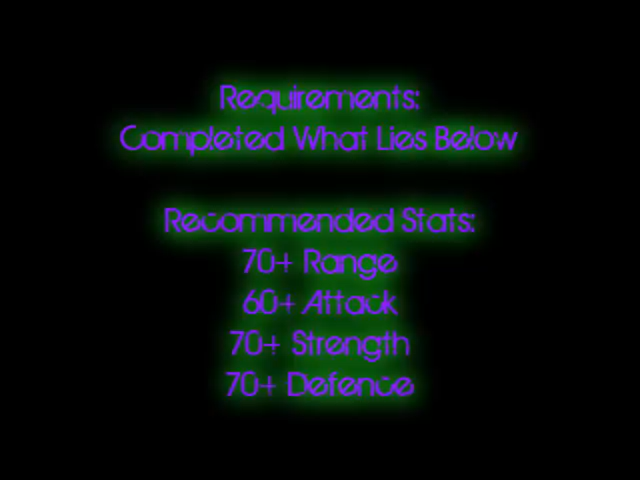 Requirements:
Completed What Lies Below
Recommended Stats:
70+ Range
60+ Attack
70+ Strength
70+ Defence